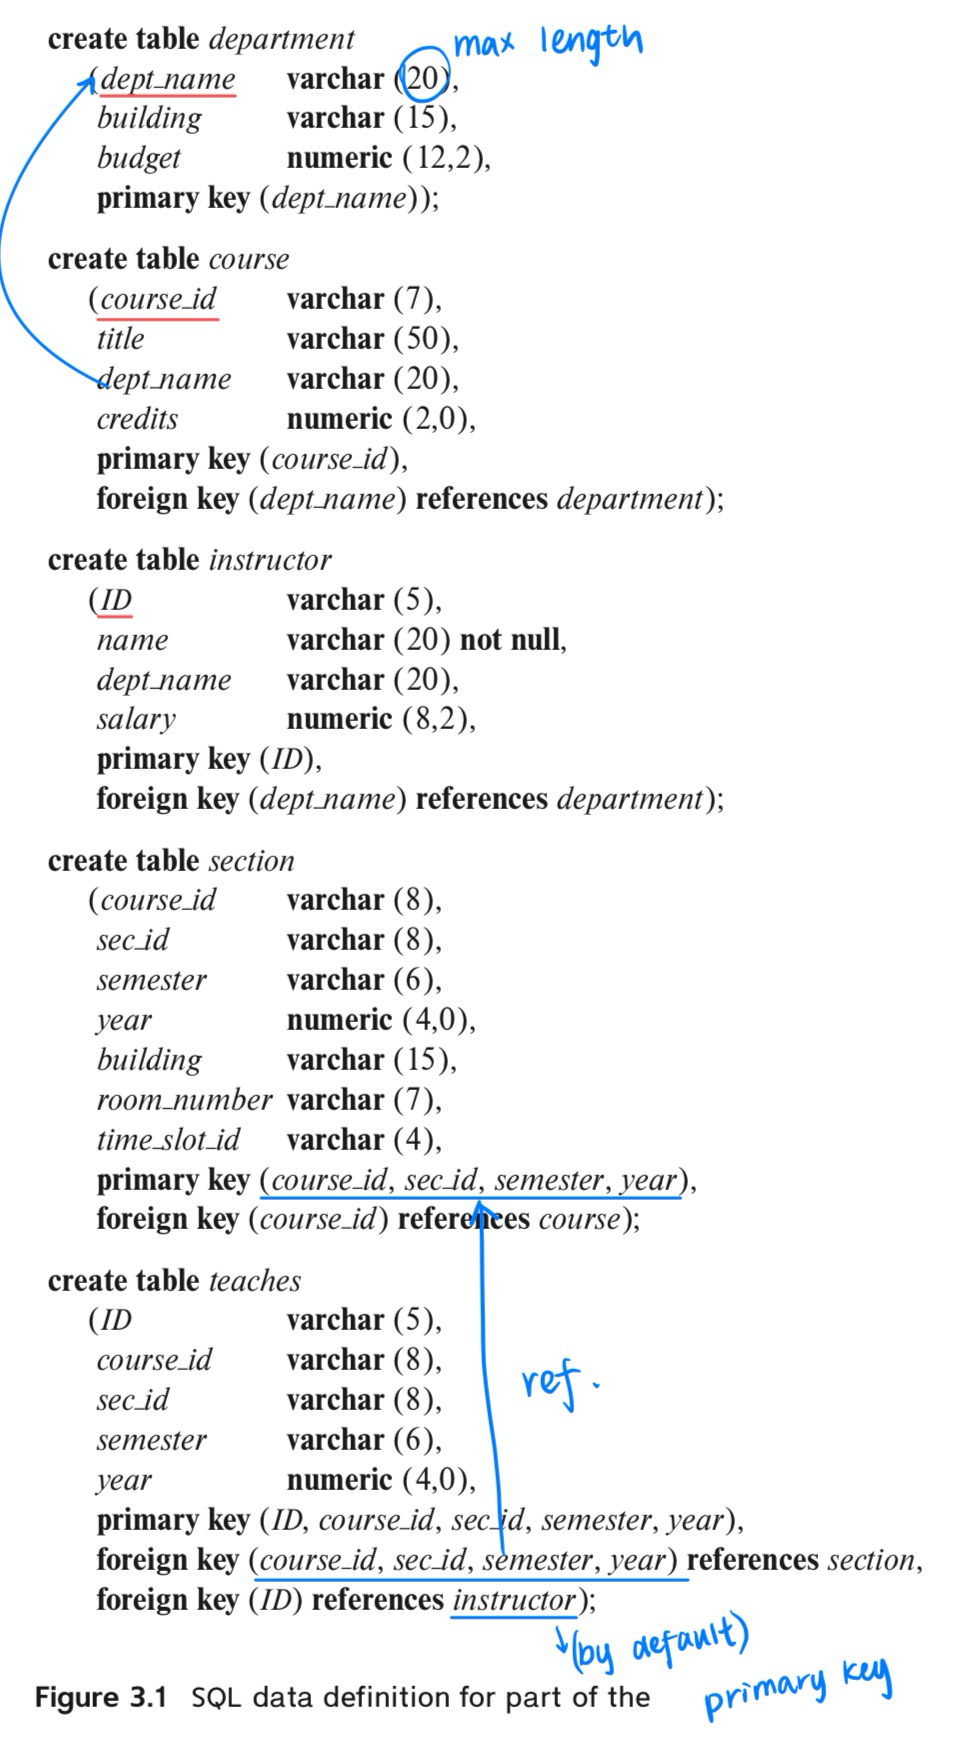 create table department
max length
(dept_name varchar (20),
building varchar (15),
budget numeric (12,2),
primary key (dept_name));
create table course
(course_id varchar (7),
title varchar (50),
dept_name varchar (20),
credits numeric (2,0),
primary key (course_id),
foreign key (dept_name) references department);
create table instructor
(ID varchar (5),
name varchar (20) not null,
dept_name varchar (20),
salary numeric (8,2),
primary key (ID),
foreign key (dept_name) references department);
create table section
(course_id varchar (8),
sec_id varchar (8),
semester varchar (6),
year numeric (4,0),
building varchar (15),
room_number varchar (7),
time_slot_id varchar (4),
primary key (course_id, sec_id, semester, year),
foreign key (course_id) references course);
create table teaches
(ID varchar (5),
course_id varchar (8),
ref.
sec_id varchar (8),
semester varchar (6),
year numeric (4,0),
primary key (ID, course_id, sec_id, semester, year),
foreign key (course_id, sec_id, semester, year) references section,
foreign key (ID) references instructor);
(by default)
primary key
Figure 3.1 SQL data definition for part of the